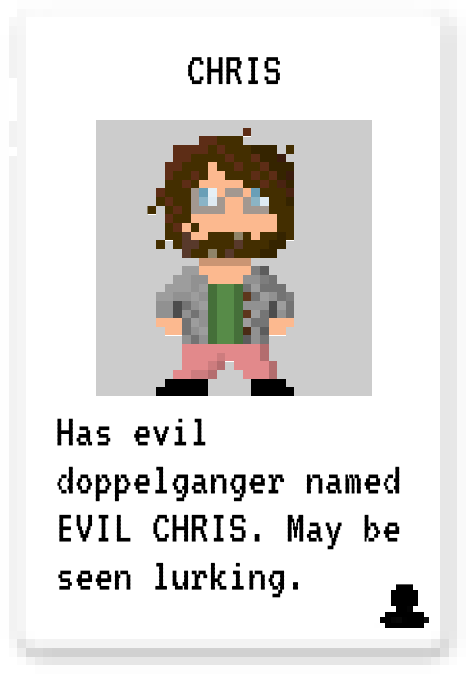 CHRIS
Has evil
doppelganger named
EVIL CHRIS. May be
seen lurking.